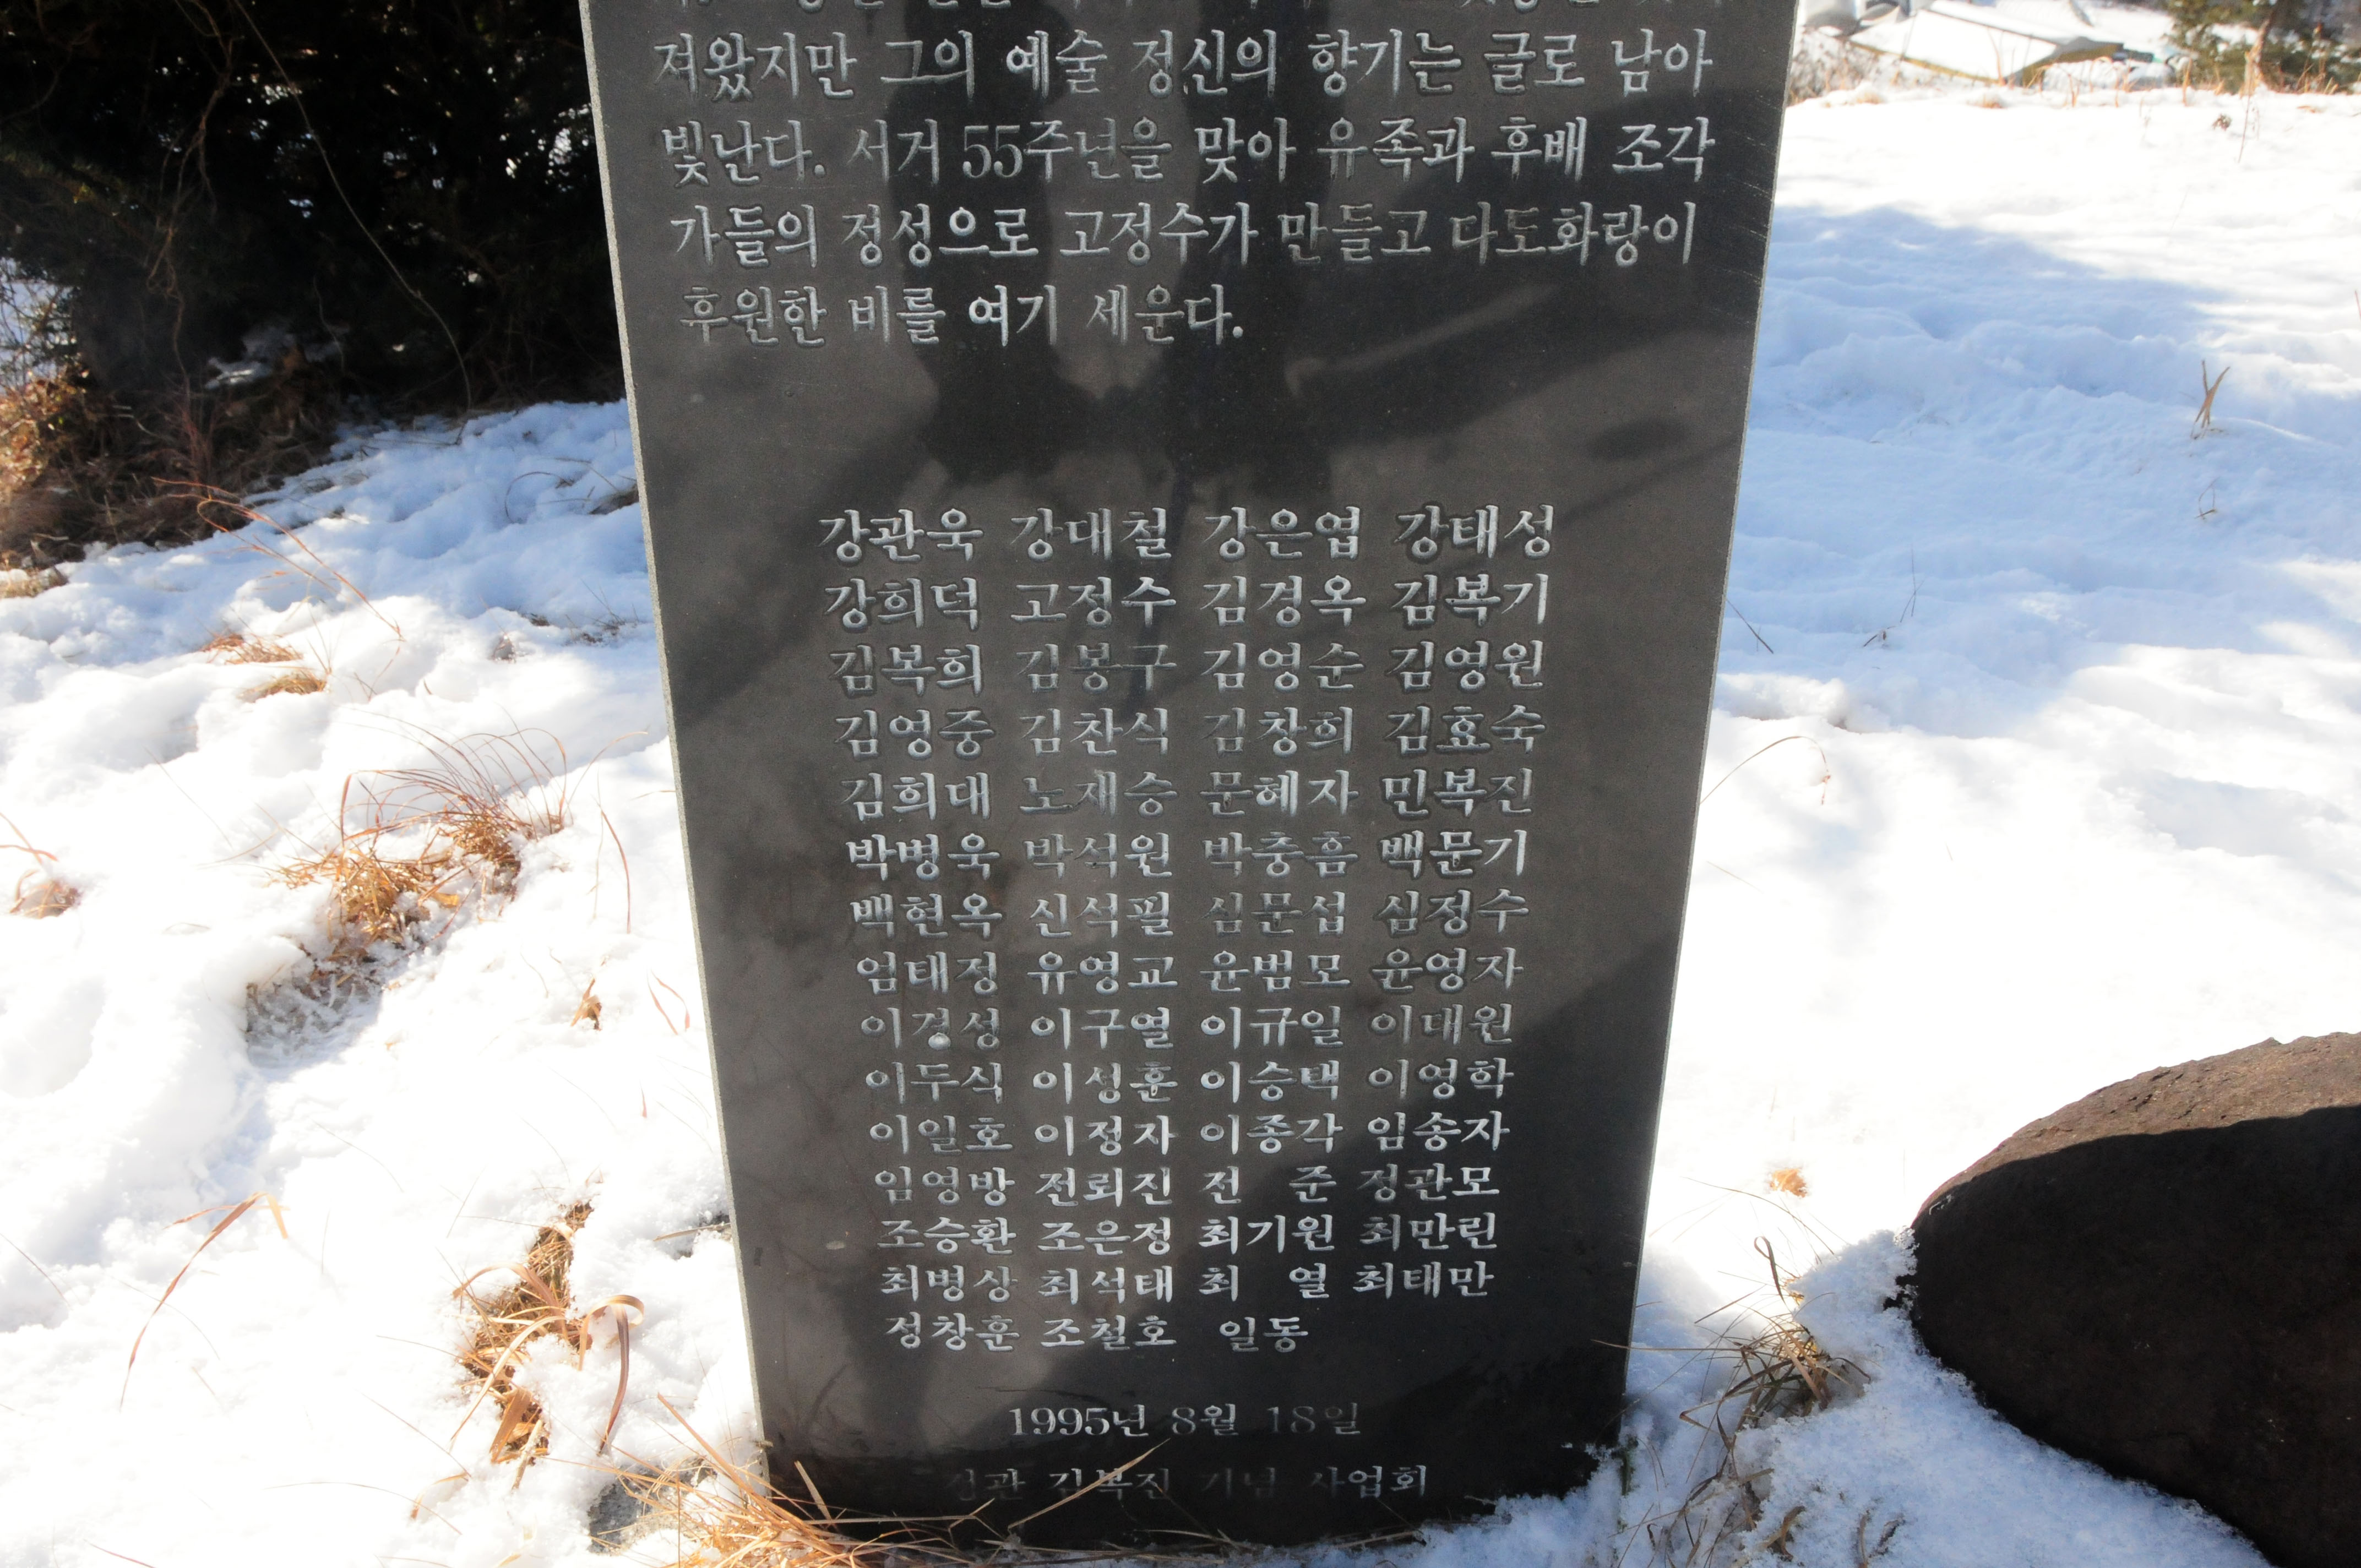 져왔지만 그의 예술 정신의 향기는 글로 남아
빛난다. 서거 55주년을 맞아 유족과 후배 조각
가들의 정성으로 고정수가 만들고 다도화랑이
후원한 비를 여기 세운다.
강관욱 강대철 강은엽 강태성
강희덕 고정수 김경옥 김복기
김복희 김봉구 김영순 김영원
김영중 김찬식 김창희 김효숙
김희대 노재승 문혜자 민복진
박병욱 박석원 박충흠 백문기
백현옥 신석필 심문섭 심정수
엄태정 유영교 윤범모 윤영자
이경성 이구열 이규일 이대원
이두식 이성훈 이승택 이영학
이일호 이정자 이종각 임송자
임영방 전뢰진 전 준 정관모
조승환 조은정 최기원 최만린
최병상 최석태 최 열 최태만
정창훈 조철호 일동
1995년 8월 18일
정관 김복진 기념 사업회